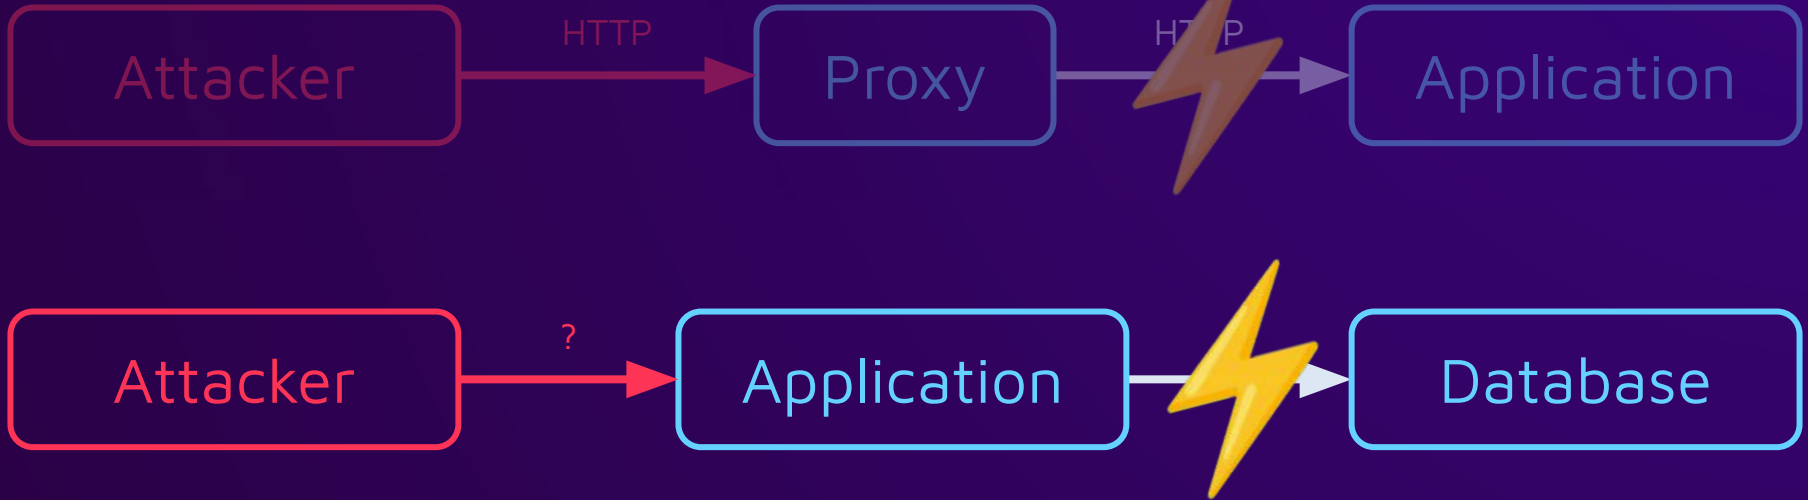 HTTP
Attacker
Proxy
Application
?
Attacker
Application
Database